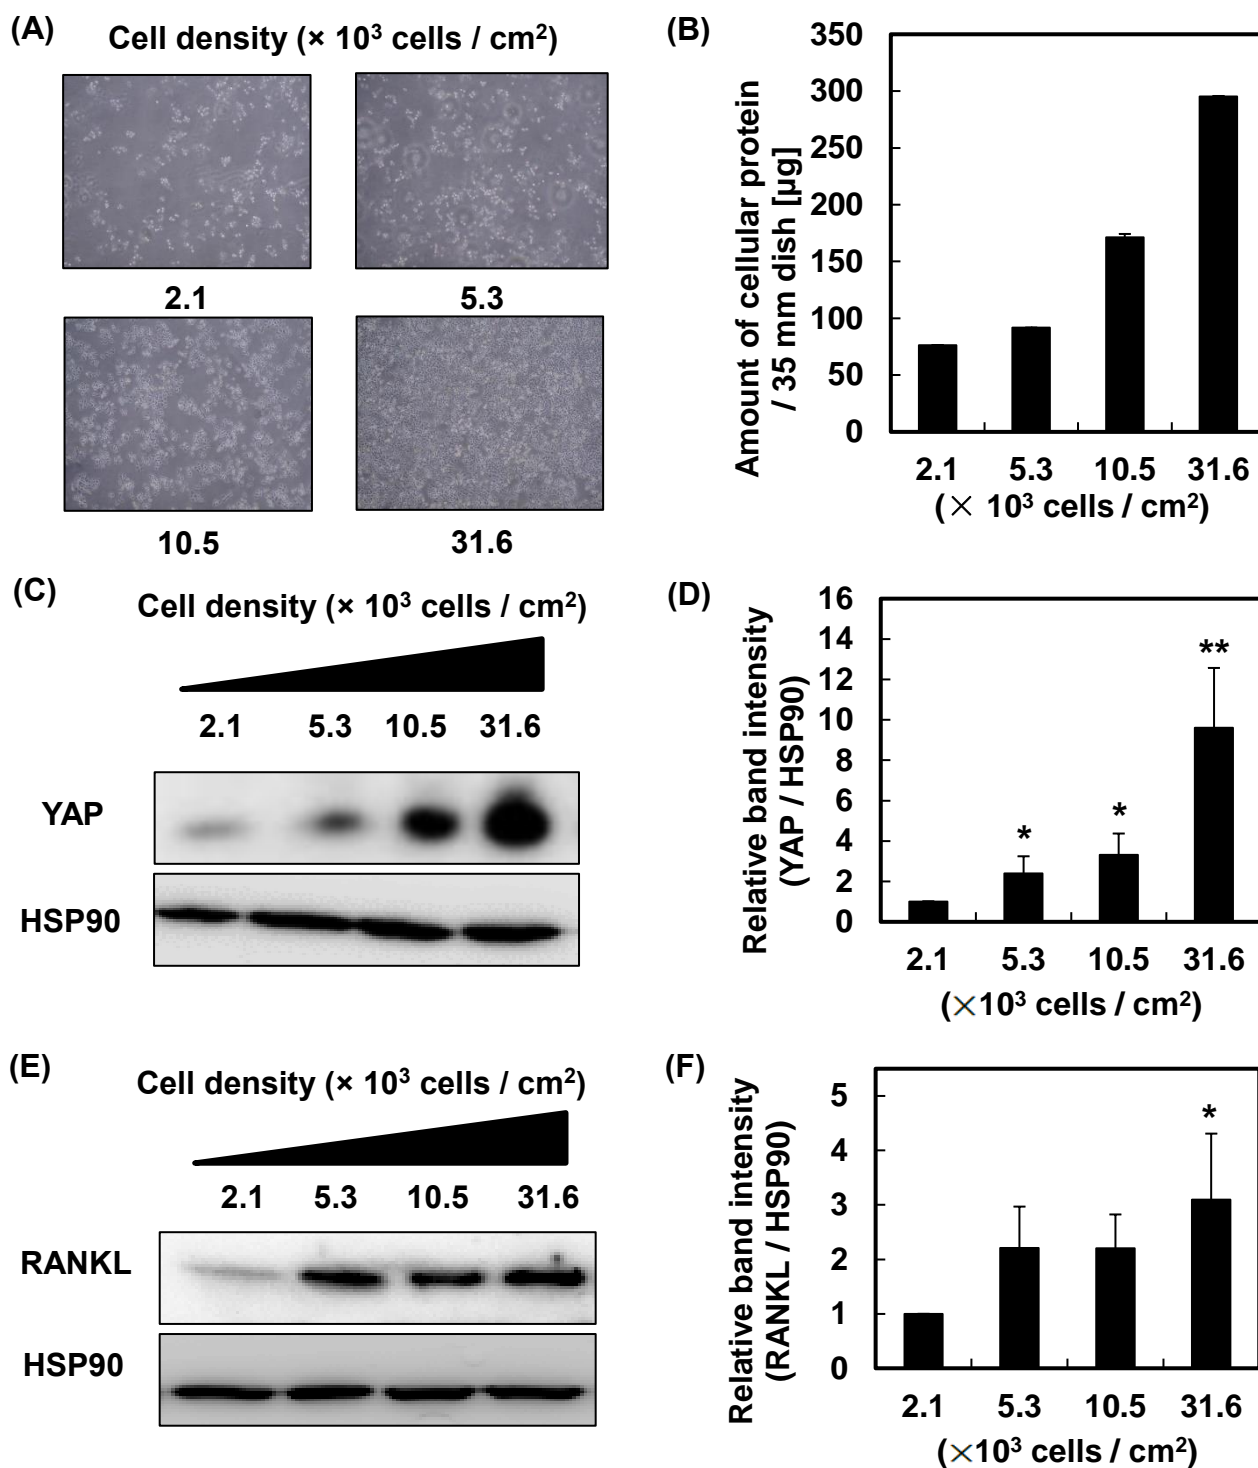 (A)
Cell density (× 10³ cells / cm²)
2.1
5.3
10.5
31.6
(B)
Amount of cellular protein
/ 35 mm dish [μg]
350
300
250
200
150
100
50
0
2.1 5.3 10.5 31.6
(× 10³ cells / cm²)
(C)
Cell density (× 10³ cells / cm²)
2.1 5.3 10.5 31.6
YAP
HSP90
(D)
Relative band intensity
(YAP / HSP90)
16
14
12
10
8
6
4
2
0
*
*
**
2.1 5.3 10.5 31.6
(×10³ cells / cm²)
(E)
Cell density (× 10³ cells / cm²)
2.1 5.3 10.5 31.6
RANKL
HSP90
(F)
Relative band intensity
(RANKL / HSP90)
5
4
3
2
1
0
*
2.1 5.3 10.5 31.6
(×10³ cells / cm²)